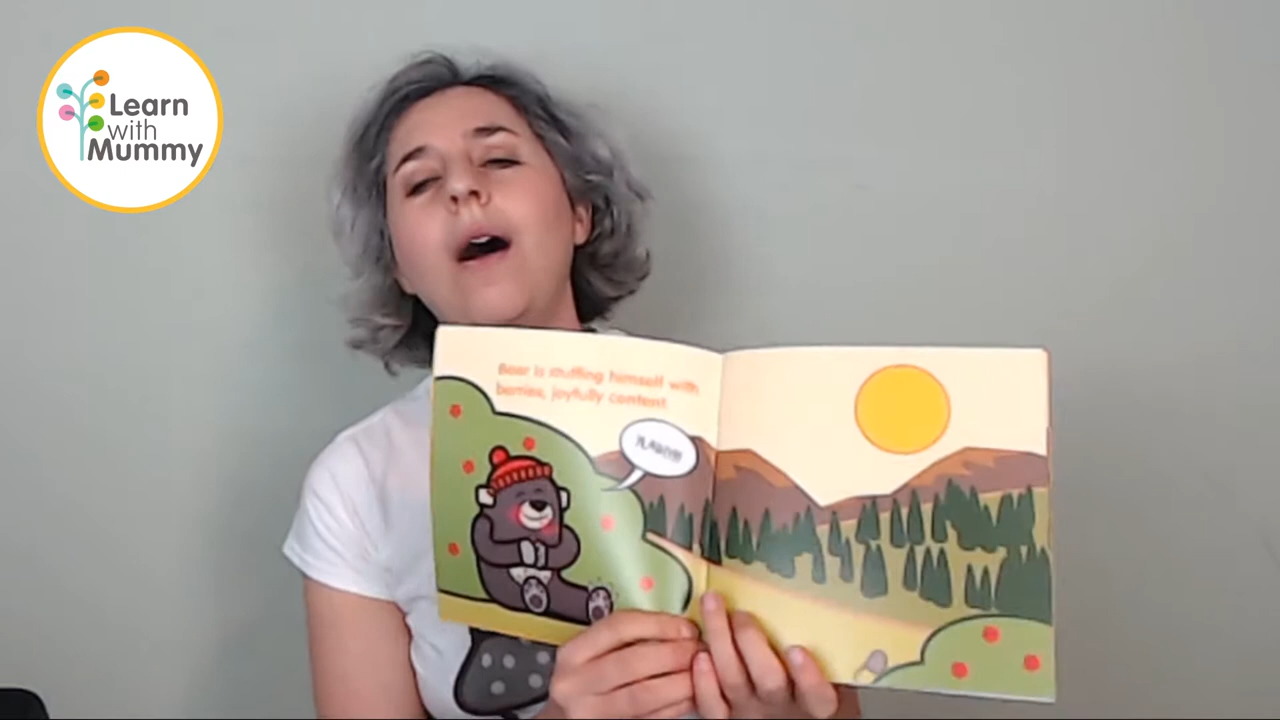 Learn
with
Mummy
Bear is stuffing himself with
berries, joyfully content.